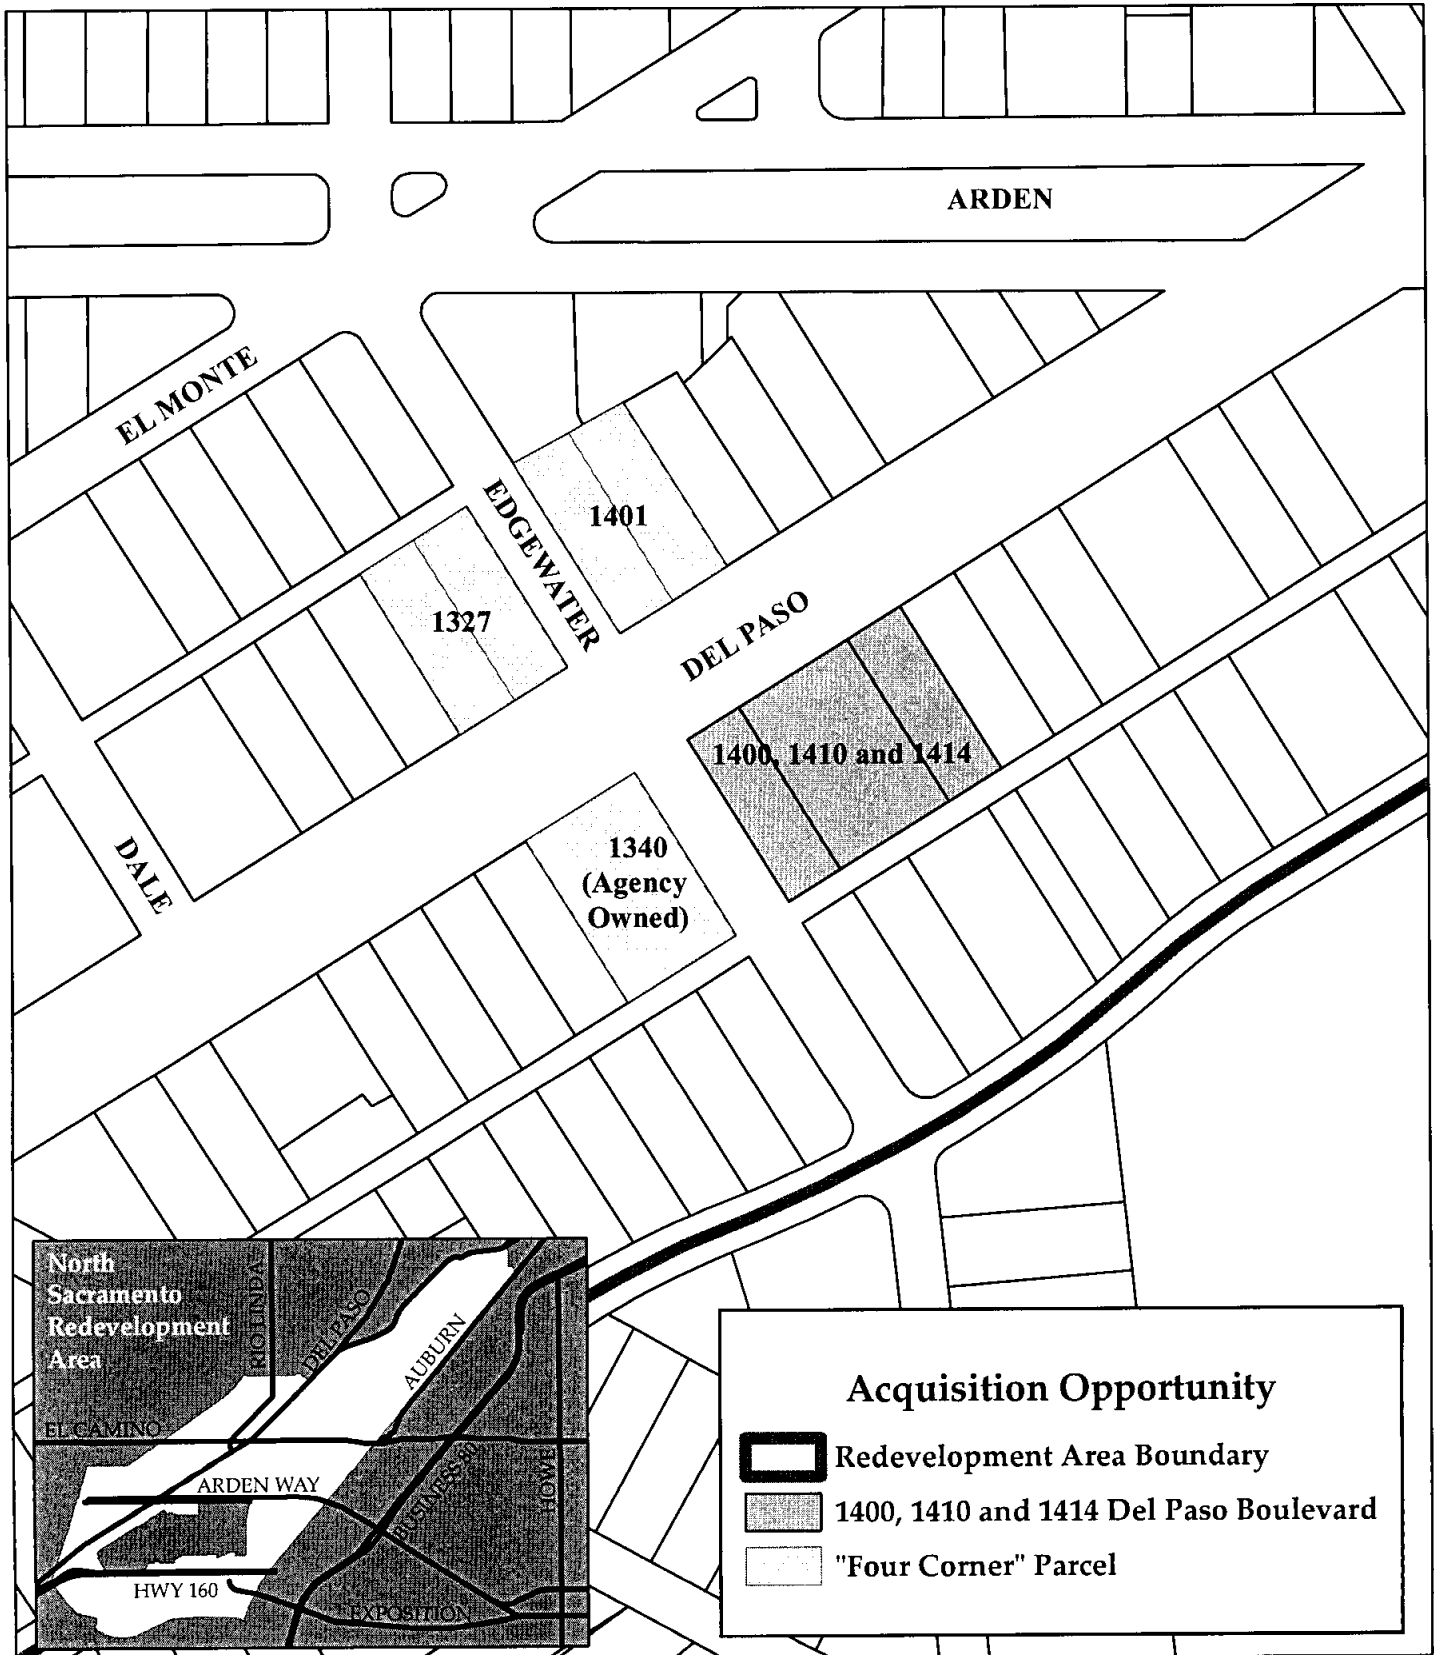 ARDEN
EL MONTE
EDGEWATER
1401
1327
DEL PASO
1400, 1410 and 1414
DALE
1340
(Agency
Owned)
North
Sacramento
Redevelopment
Area
RIO LINDA
DEL PASO
AUBURN
EL CAMINO
ARDEN WAY
BUSINESS 80
HOWE
HWY 160
EXPOSITION
Acquisition Opportunity
Redevelopment Area Boundary
1400, 1410 and 1414 Del Paso Boulevard
"Four Corner" Parcel